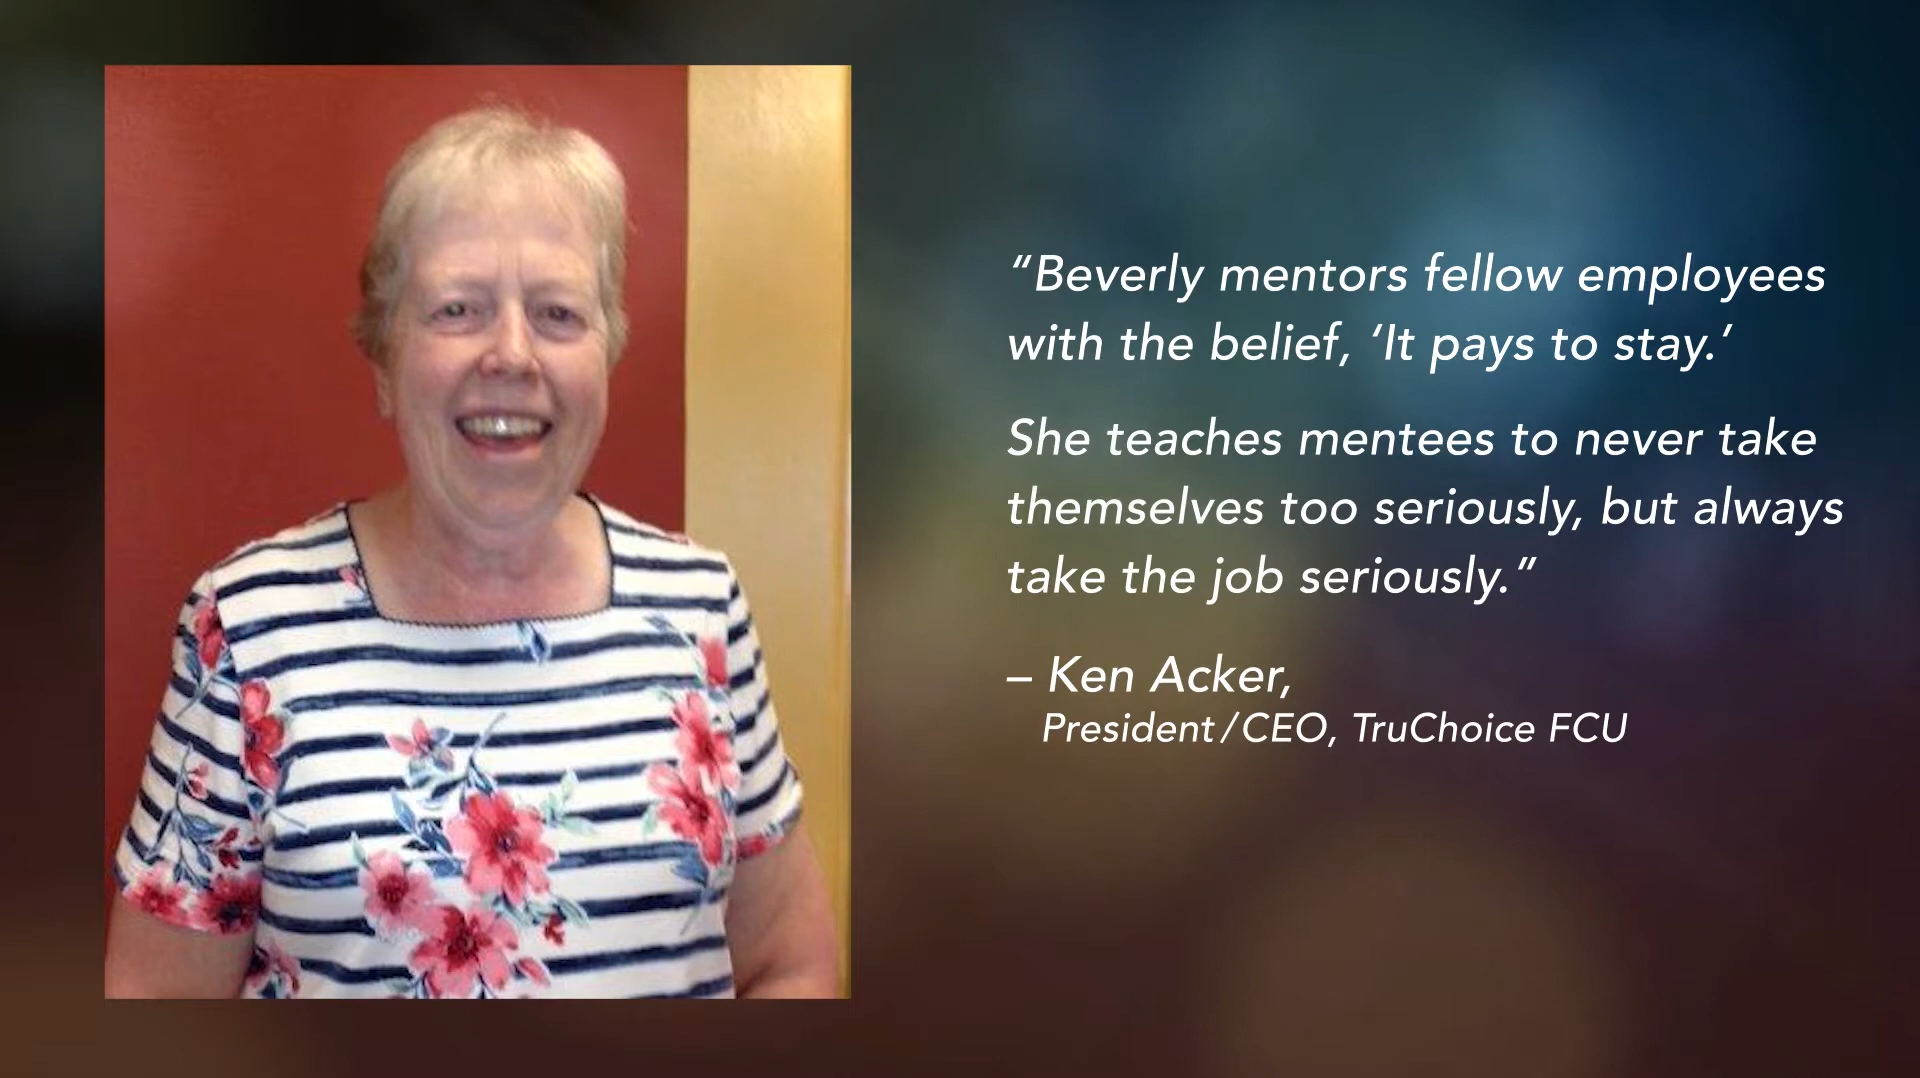 “Beverly mentors fellow employees
with the belief, ‘It pays to stay.’
She teaches mentees to never take
themselves too seriously, but always
take the job seriously.”
– Ken Acker,
President/CEO, TruChoice FCU